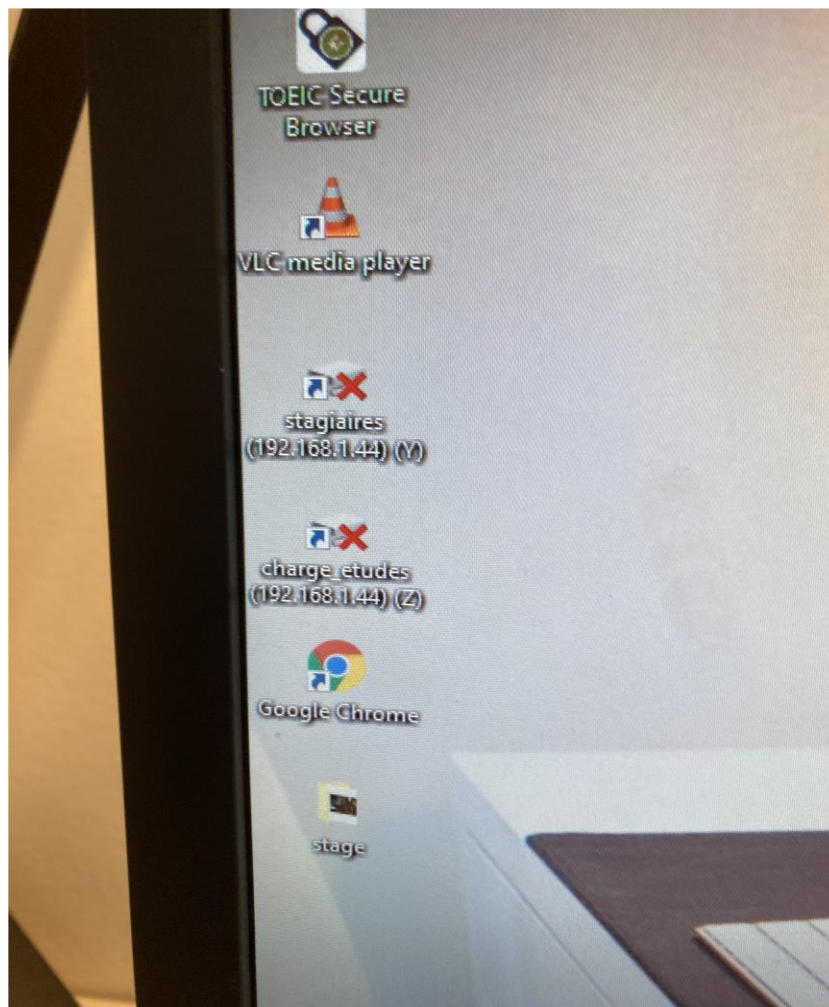 TOEIC Secure
Browser
VLC media player
stagiaires
(192.168.1.44) (Y)
charge_etudes
(192.168.1.44) (Z)
Google Chrome
stage